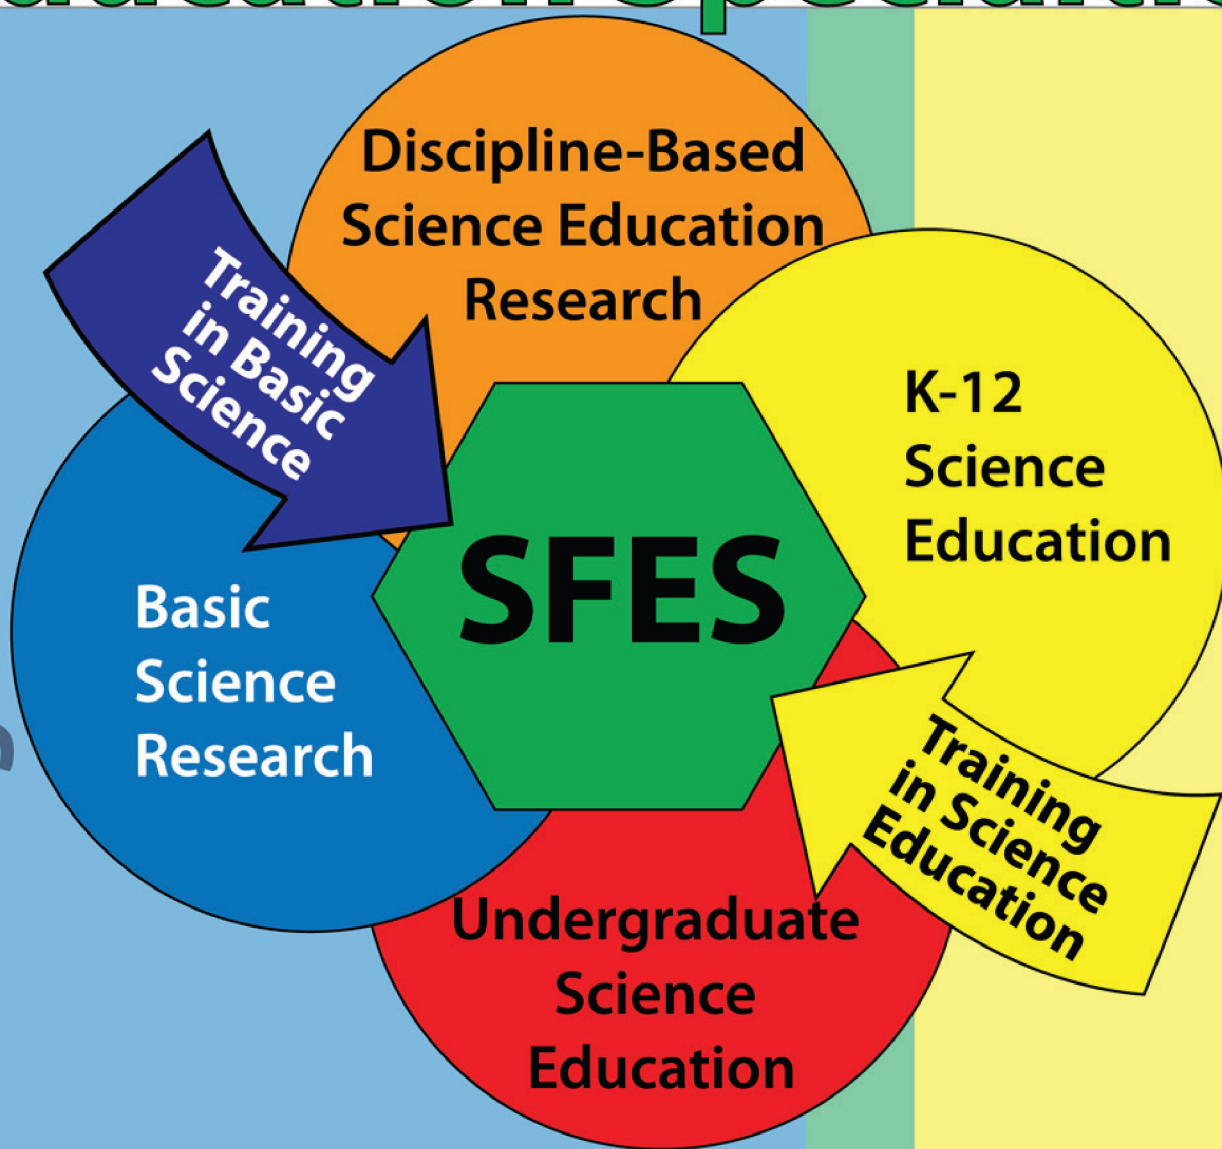 Discipline-Based
Science Education
Research
Training
in Basic
Science
K-12
Science
Education
SFES
Basic
Science
Research
Training
in Science
Education
Undergraduate
Science
Education